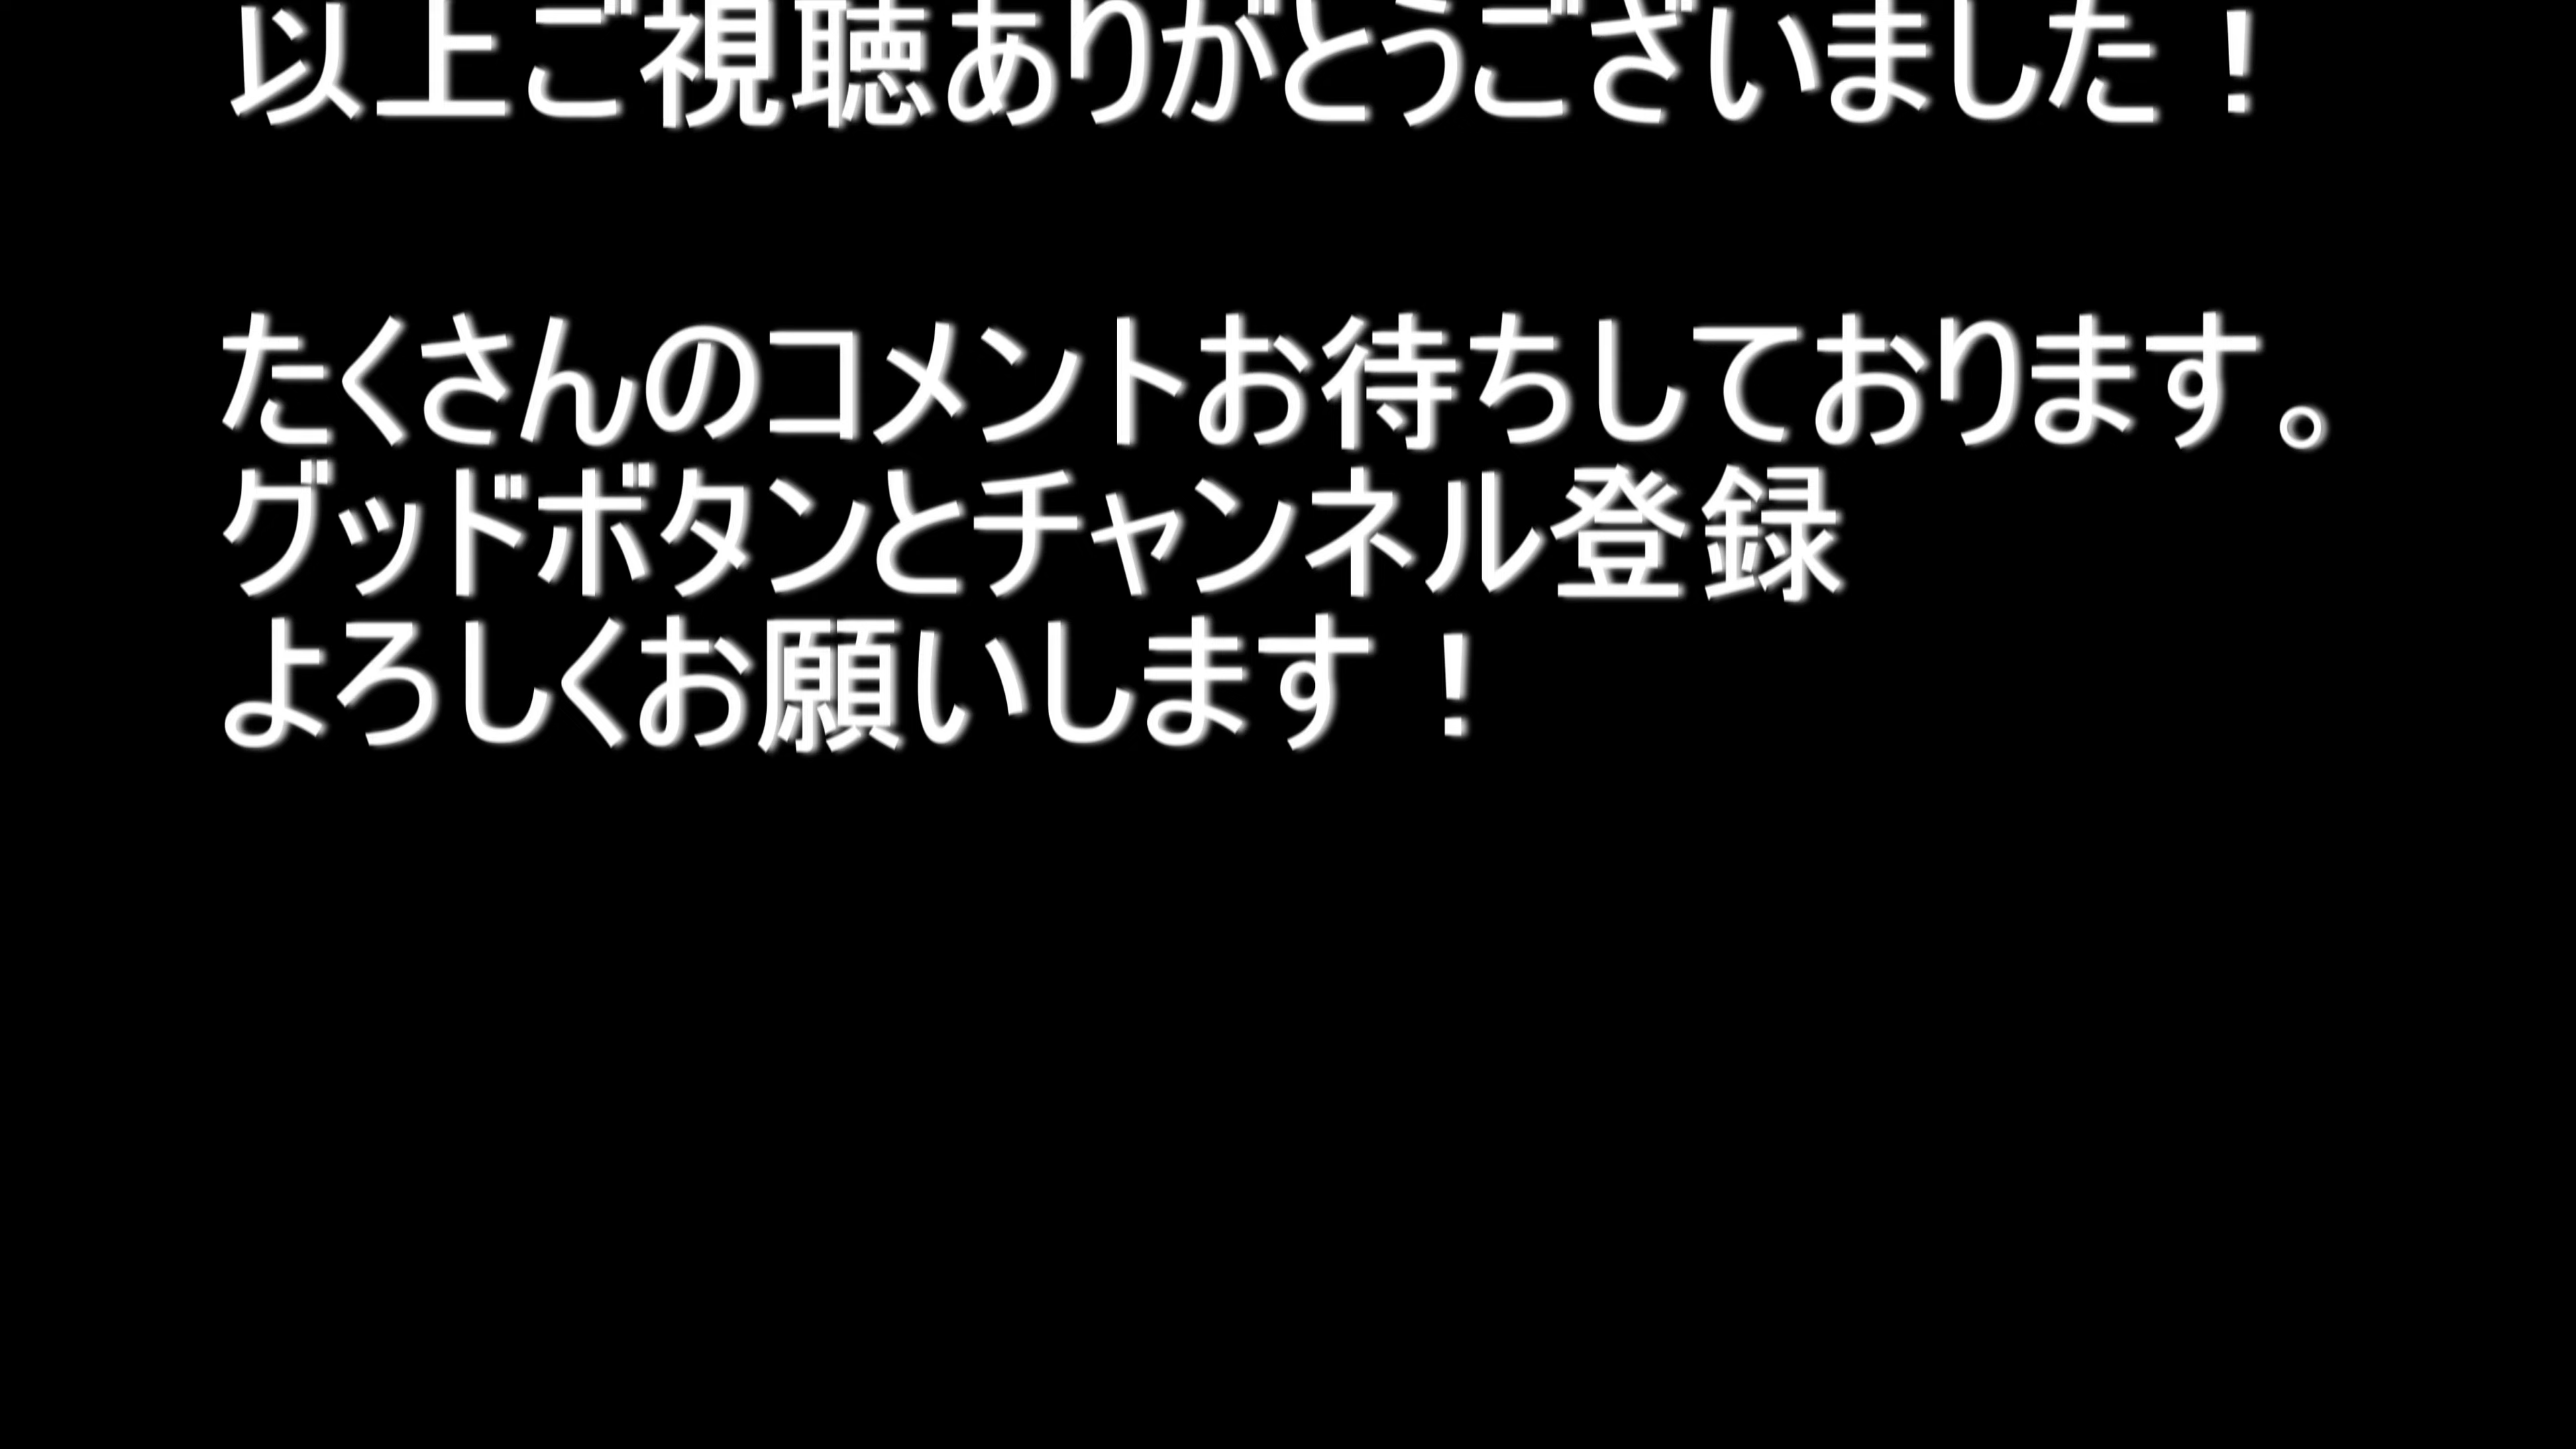 以上ご視聴ありがとうございました！
たくさんのコメントお待ちしております。
グッドボタンとチャンネル登録
よろしくお願いします！